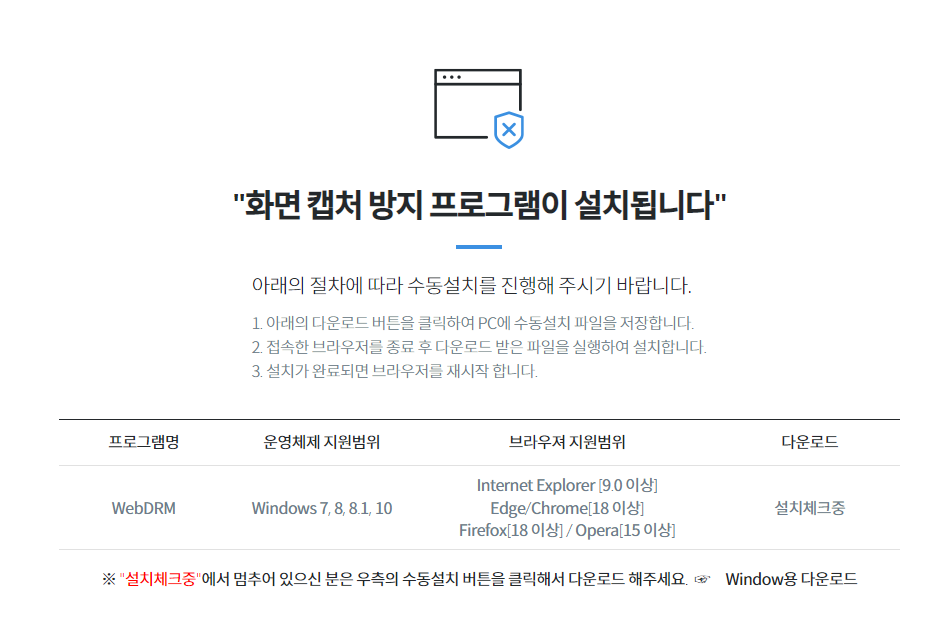 "화면 캡처 방지 프로그램이 설치됩니다"
아래의 절차에 따라 수동설치를 진행해 주시기 바랍니다.
1. 아래의 다운로드 버튼을 클릭하여 PC에 수동설치 파일을 저장합니다.
2. 접속한 브라우저를 종료 후 다운로드 받은 파일을 실행하여 설치합니다.
3. 설치가 완료되면 브라우저를 재시작 합니다.
프로그램명 운영체제 지원범위 브라우져 지원범위 다운로드
Internet Explorer [9.0 이상]
WebDRM Windows 7, 8, 8.1, 10 Edge/Chrome[18 이상] 설치체크중
Firefox[18 이상] / Opera[15 이상]
※ "설치체크중"에서 멈추어 있으신 분은 우측의 수동설치 버튼을 클릭해서 다운로드 해주세요. ☞ Window용 다운로드